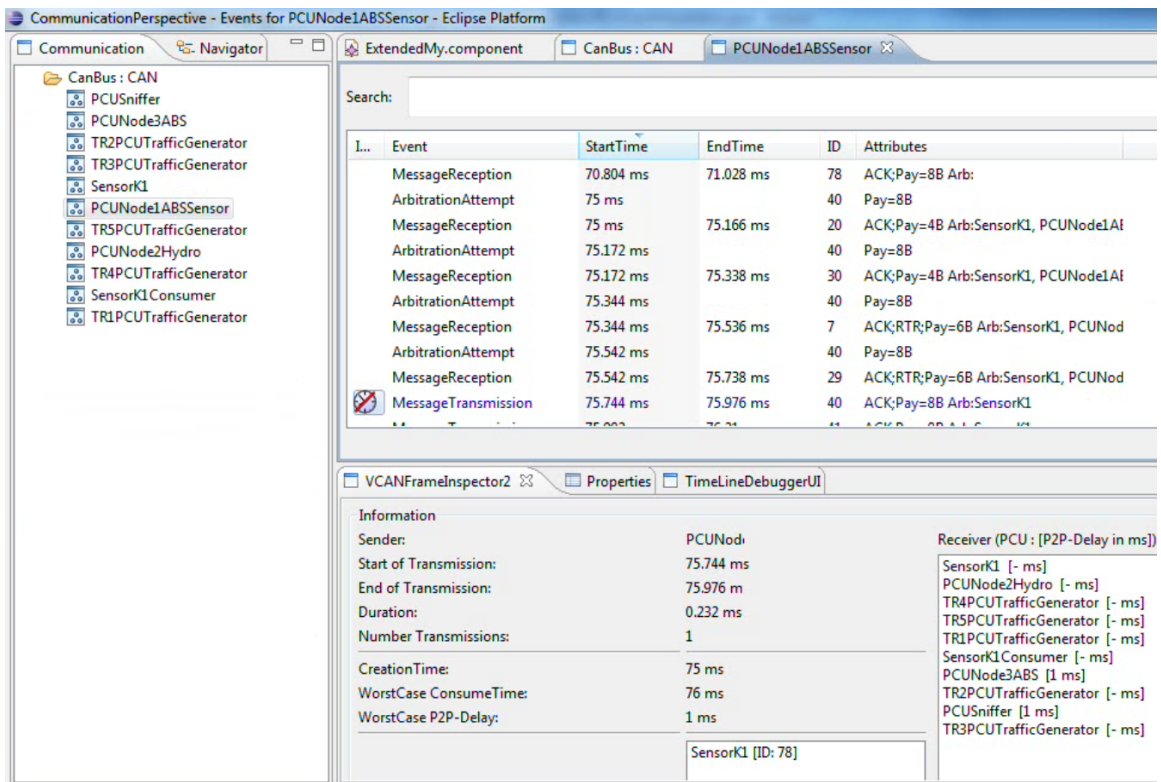 CommunicationPerspective - Events for PCUNode1ABSSensor - Eclipse Platform
Communication Navigator
CanBus : CAN
PCUSniffer
PCUNode3ABS
TR2PCUTrafficGenerator
TR3PCUTrafficGenerator
SensorK1
PCUNode1ABSSensor
TR5PCUTrafficGenerator
PCUNode2Hydro
TR4PCUTrafficGenerator
SensorK1Consumer
TR1PCUTrafficGenerator
ExtendedMy.component CanBus : CAN PCUNode1ABSSensor
Search:
I... Event StartTime EndTime ID Attributes
MessageReception 70.804 ms 71.028 ms 78 ACK;Pay=8B Arb:
ArbitrationAttempt 75 ms 40 Pay=8B
MessageReception 75 ms 75.166 ms 20 ACK;Pay=4B Arb:SensorK1, PCUNode1AB
ArbitrationAttempt 75.172 ms 40 Pay=8B
MessageReception 75.172 ms 75.338 ms 30 ACK;Pay=4B Arb:SensorK1, PCUNode1AB
ArbitrationAttempt 75.344 ms 40 Pay=8B
MessageReception 75.344 ms 75.536 ms 7 ACK;RTR;Pay=6B Arb:SensorK1, PCUNod
ArbitrationAttempt 75.542 ms 40 Pay=8B
MessageReception 75.542 ms 75.738 ms 29 ACK;RTR;Pay=6B Arb:SensorK1, PCUNod
MessageTransmission 75.744 ms 75.976 ms 40 ACK;Pay=8B Arb:SensorK1
VCANFrameInspector2 Properties TimeLineDebuggerUI
Information
Sender: PCUNod
Start of Transmission: 75.744 ms
End of Transmission: 75.976 m
Duration: 0.232 ms
Number Transmissions: 1
CreationTime: 75 ms
WorstCase ConsumeTime: 76 ms
WorstCase P2P-Delay: 1 ms
SensorK1 [ID: 78]
Receiver (PCU : [P2P-Delay in ms])
SensorK1 [- ms]
PCUNode2Hydro [- ms]
TR4PCUTrafficGenerator [- ms]
TR5PCUTrafficGenerator [- ms]
TR1PCUTrafficGenerator [- ms]
SensorK1Consumer [- ms]
PCUNode3ABS [1 ms]
TR2PCUTrafficGenerator [- ms]
PCUSniffer [1 ms]
TR3PCUTrafficGenerator [- ms]